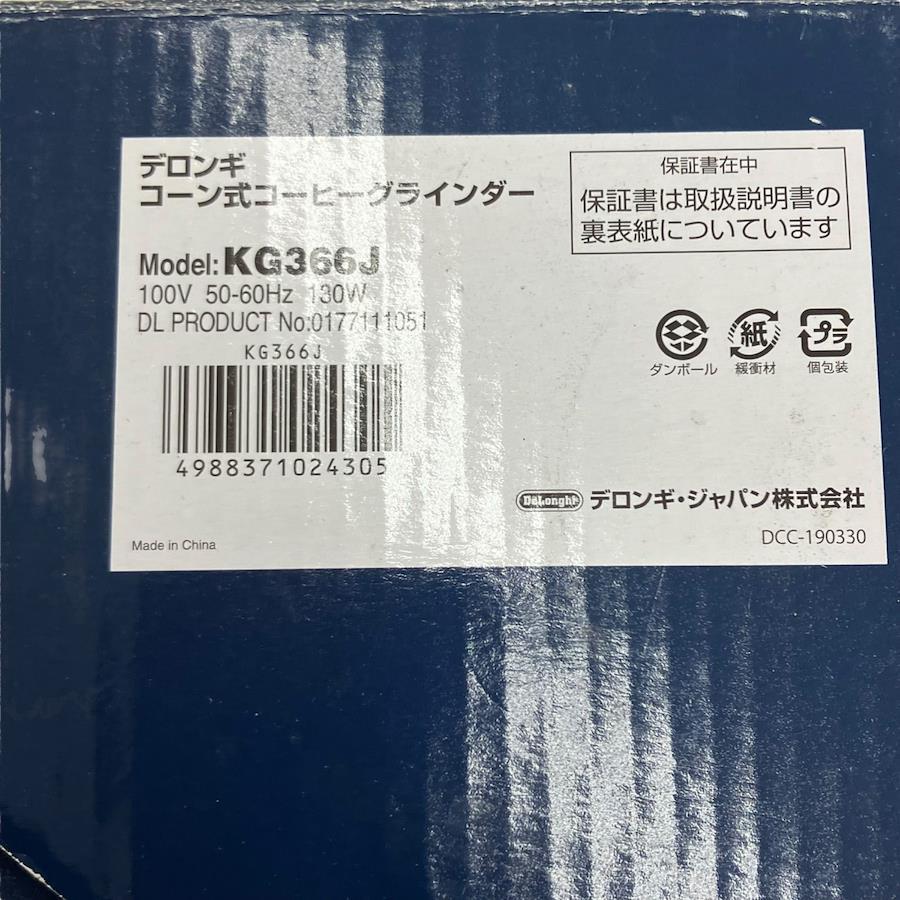 デロンギ
コーン式コーヒーグラインダー
保証書在中
保証書は取扱説明書の
裏表紙についています
Model: KG366J
100V 50-60Hz 130W
DL PRODUCT No:0177111051
KG366J
4988371024305
紙
プラ
ダンボール
緩衝材
個包装
DeLonghi
デロンギ・ジャパン株式会社
DCC-190330
Made in China